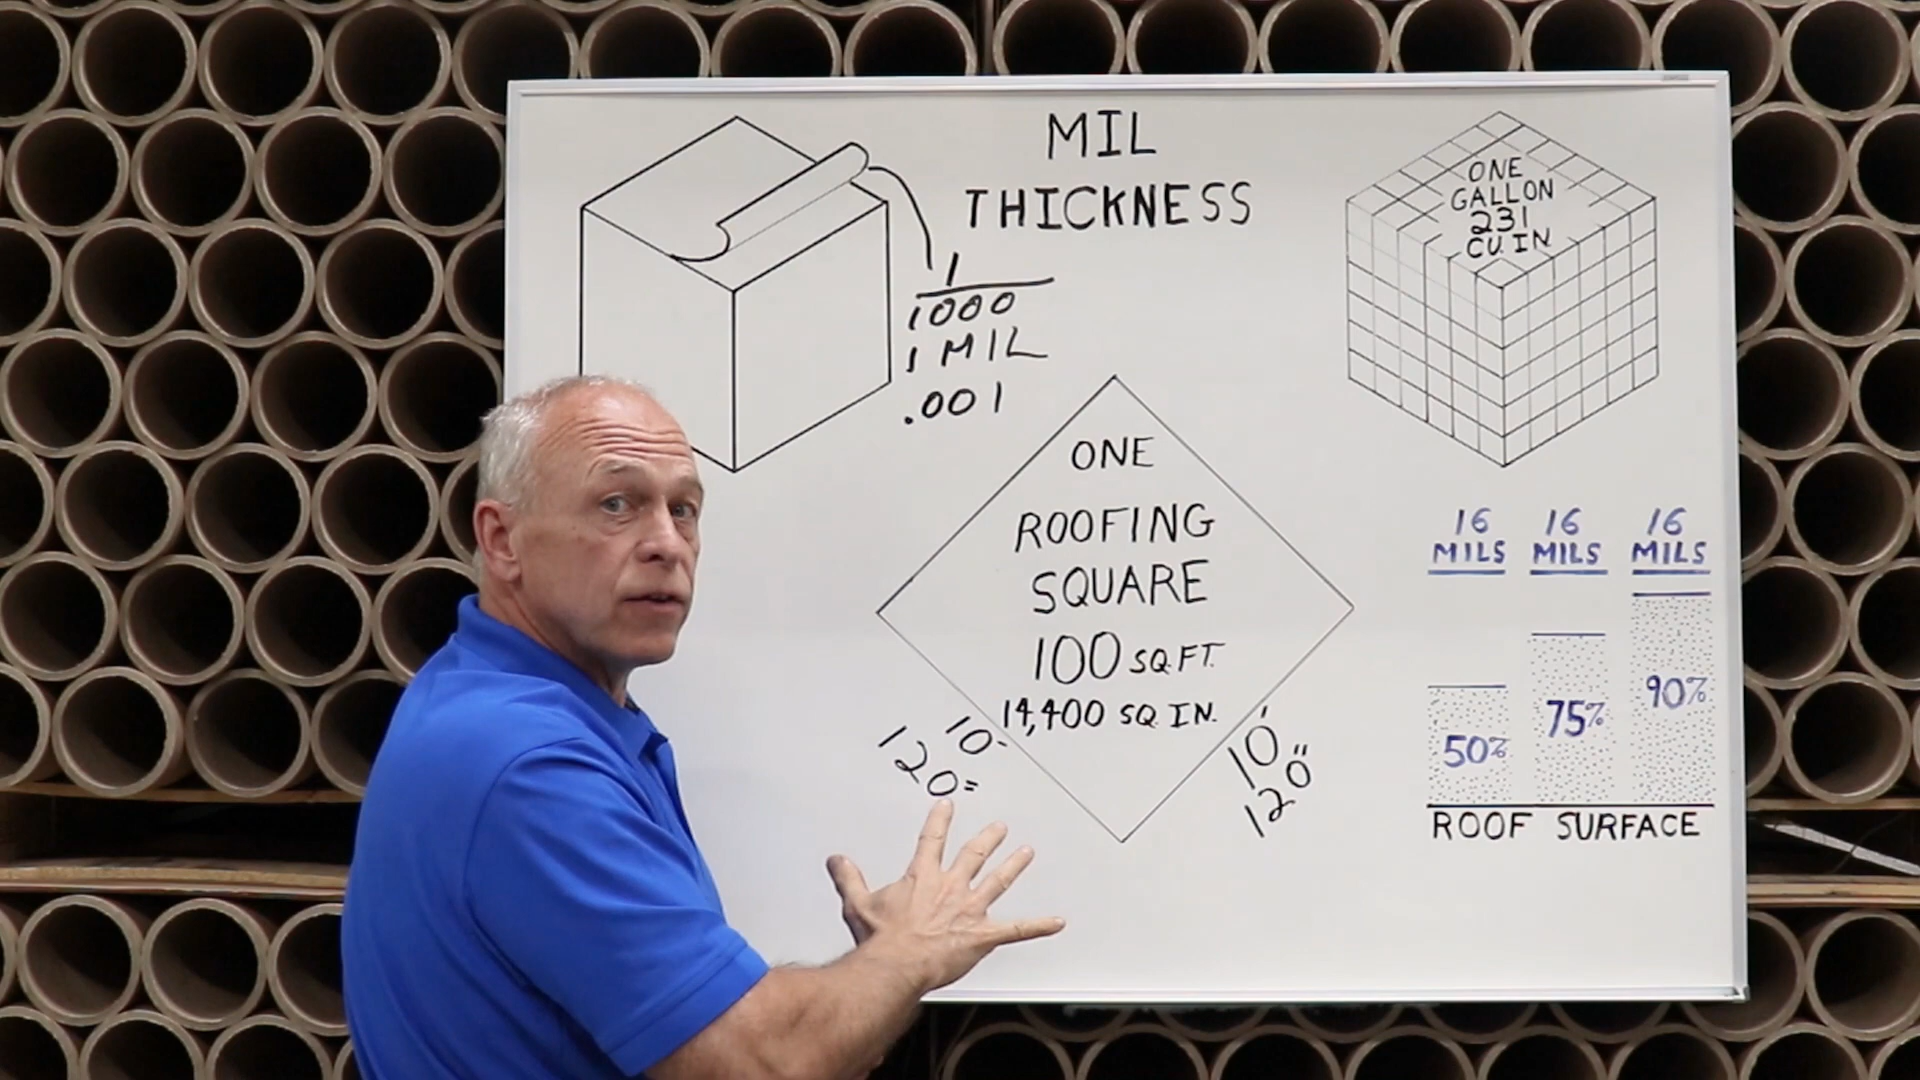 MIL
THICKNESS
1
1000
1 MIL
.001
ONE
GALLON
231
CU. IN
ONE
ROOFING
SQUARE
100 SQ. FT.
14,400 SQ. IN.
10'
120"
10'
120"
16
MILS
16
MILS
16
MILS
50%
75%
90%
ROOF SURFACE